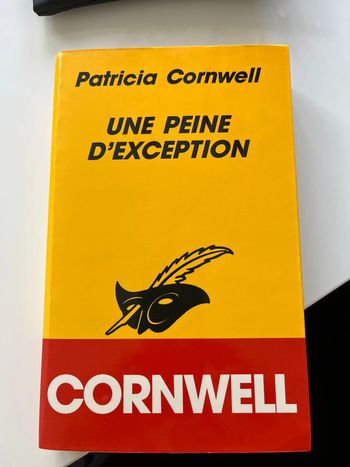 Patricia Cornwell
UNE PEINE
D'EXCEPTION
CORNWELL